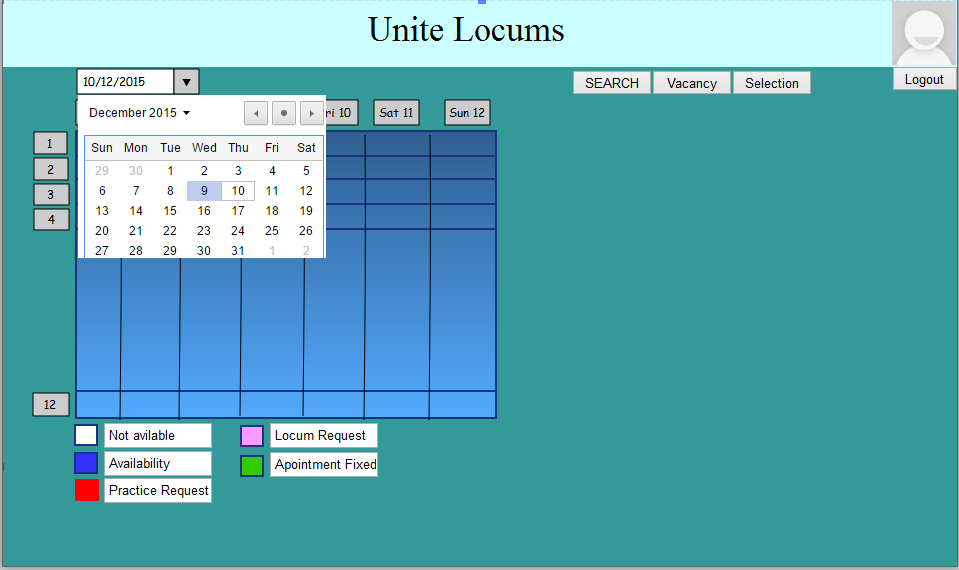 Unite Locums
10/12/2015
SEARCH Vacancy Selection Logout
December 2015
ri 10 Sat 11 Sun 12
Sun Mon Tue Wed Thu Fri Sat
29 30 1 2 3 4 5
6 7 8 9 10 11 12
13 14 15 16 17 18 19
20 21 22 23 24 25 26
27 28 29 30 31 1 2
1
2
3
4
12
Not avilable
Locum Request
Availability
Apointment Fixed
Practice Request